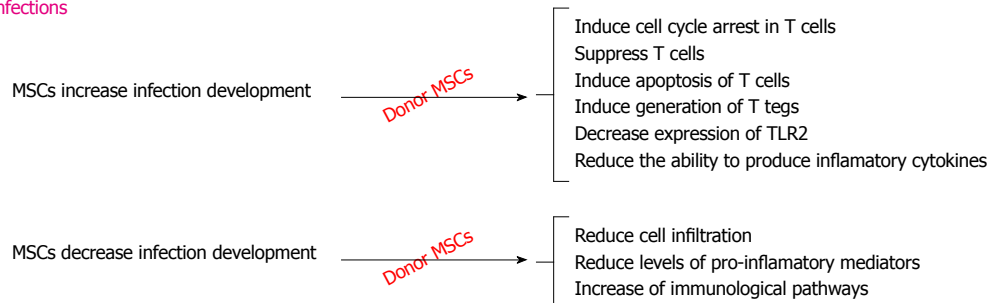 nfections
Induce cell cycle arrest in T cells
Suppress T cells
MSCs increase infection development
Donor MSCs
Induce apoptosis of T cells
Induce generation of T tegs
Decrease expression of TLR2
Reduce the ability to produce inflamatory cytokines
MSCs decrease infection development
Donor MSCs
Reduce cell infiltration
Reduce levels of pro-inflamatory mediators
Increase of immunological pathways